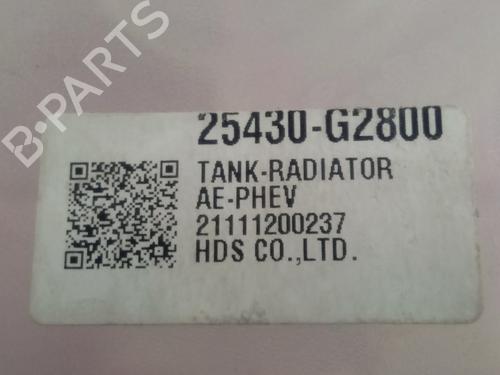 B-PARTS
25430-G2800
TANK-RADIATOR
AE-PHEV
21111200237
HDS CO.,LTD.